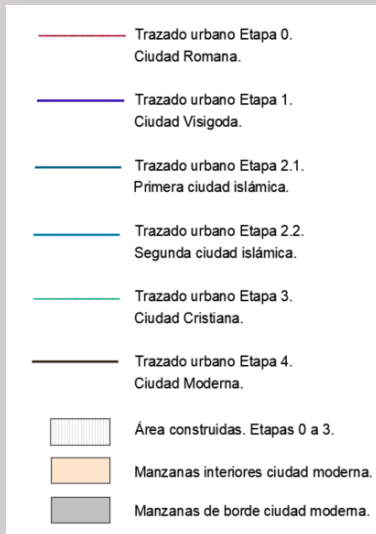 Trazado urbano Etapa 0.
Ciudad Romana.
Trazado urbano Etapa 1.
Ciudad Visigoda.
Trazado urbano Etapa 2.1.
Primera ciudad islámica.
Trazado urbano Etapa 2.2.
Segunda ciudad islámica.
Trazado urbano Etapa 3.
Ciudad Cristiana.
Trazado urbano Etapa 4.
Ciudad Moderna.
Área construidas. Etapas 0 a 3.
Manzanas interiores ciudad moderna.
Manzanas de borde ciudad moderna.